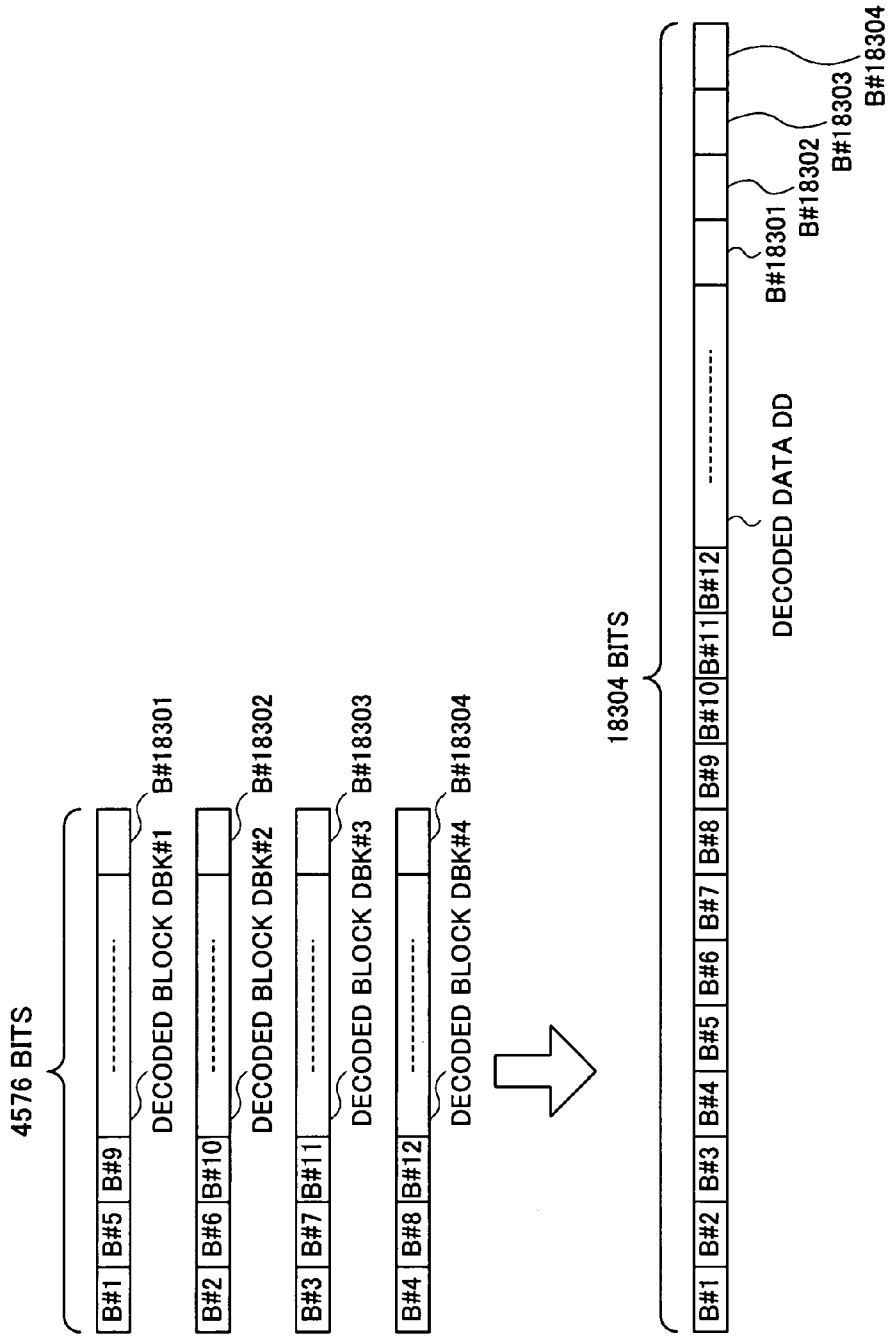 4576 BITS
B#1 B#5 B#9
B#18301
DECODED BLOCK DBK#1
B#2 B#6 B#10
B#18302
DECODED BLOCK DBK#2
B#3 B#7 B#11
B#18303
DECODED BLOCK DBK#3
B#4 B#8 B#12
B#18304
DECODED BLOCK DBK#4
18304 BITS
B#1 B#2 B#3 B#4 B#5 B#6 B#7 B#8 B#9 B#10 B#11 B#12
DECODED DATA DD
B#18301
B#18302
B#18303
B#18304